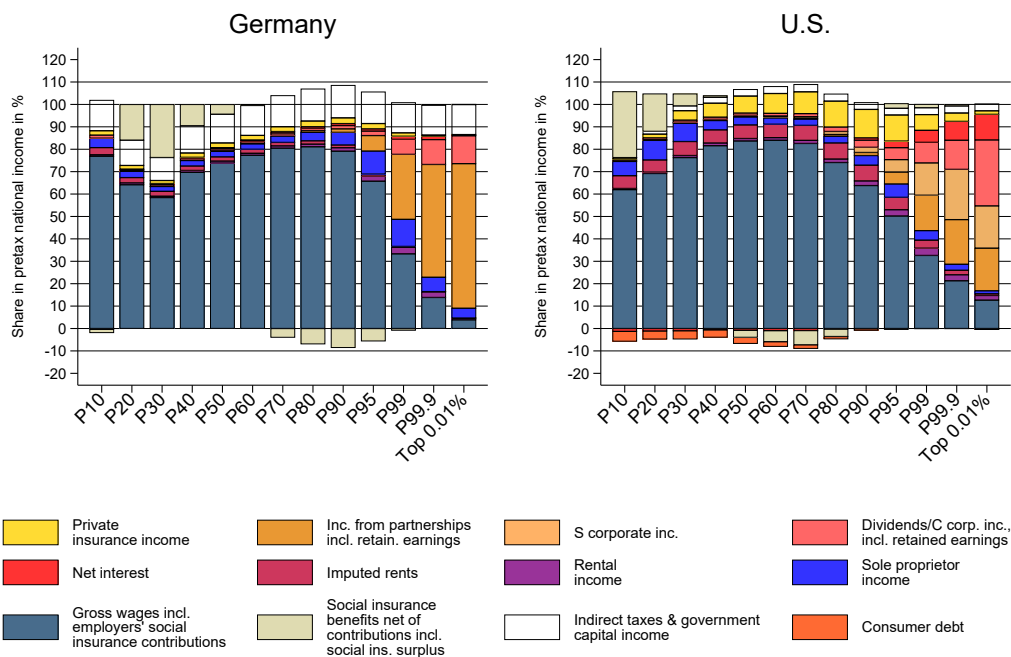 Germany
U.S.
Share in pretax national income in %
120
110
100
90
80
70
60
50
40
30
20
10
0
-10
-20
P10
P20
P30
P40
P50
P60
P70
P80
P90
P95
P99
P99.9
Top 0.01%
Share in pretax national income in %
120
110
100
90
80
70
60
50
40
30
20
10
0
-10
-20
P10
P20
P30
P40
P50
P60
P70
P80
P90
P95
P99
P99.9
Top 0.01%
Private
insurance income
Inc. from partnerships
incl. retain. earnings
S corporate inc.
Dividends/C corp. inc.,
incl. retained earnings
Net interest
Imputed rents
Rental
income
Sole proprietor
income
Gross wages incl.
employers' social
insurance contributions
Social insurance
benefits net of
contributions incl.
social ins. surplus
Indirect taxes & government
capital income
Consumer debt